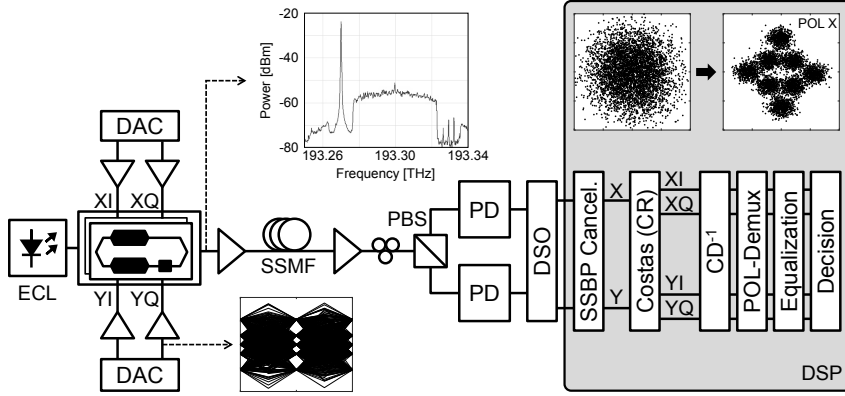 -20
-40
-60
-80
Power [dBm]
193.26
193.30
193.34
Frequency [THz]
POL X
DAC
XI
XQ
ECL
YI
YQ
DAC
SSMF
PBS
PD
PD
DSO
X
Y
SSBP Cancel.
Costas (CR)
XI
XQ
YI
YQ
CD⁻¹
POL-Demux
Equalization
Decision
DSP